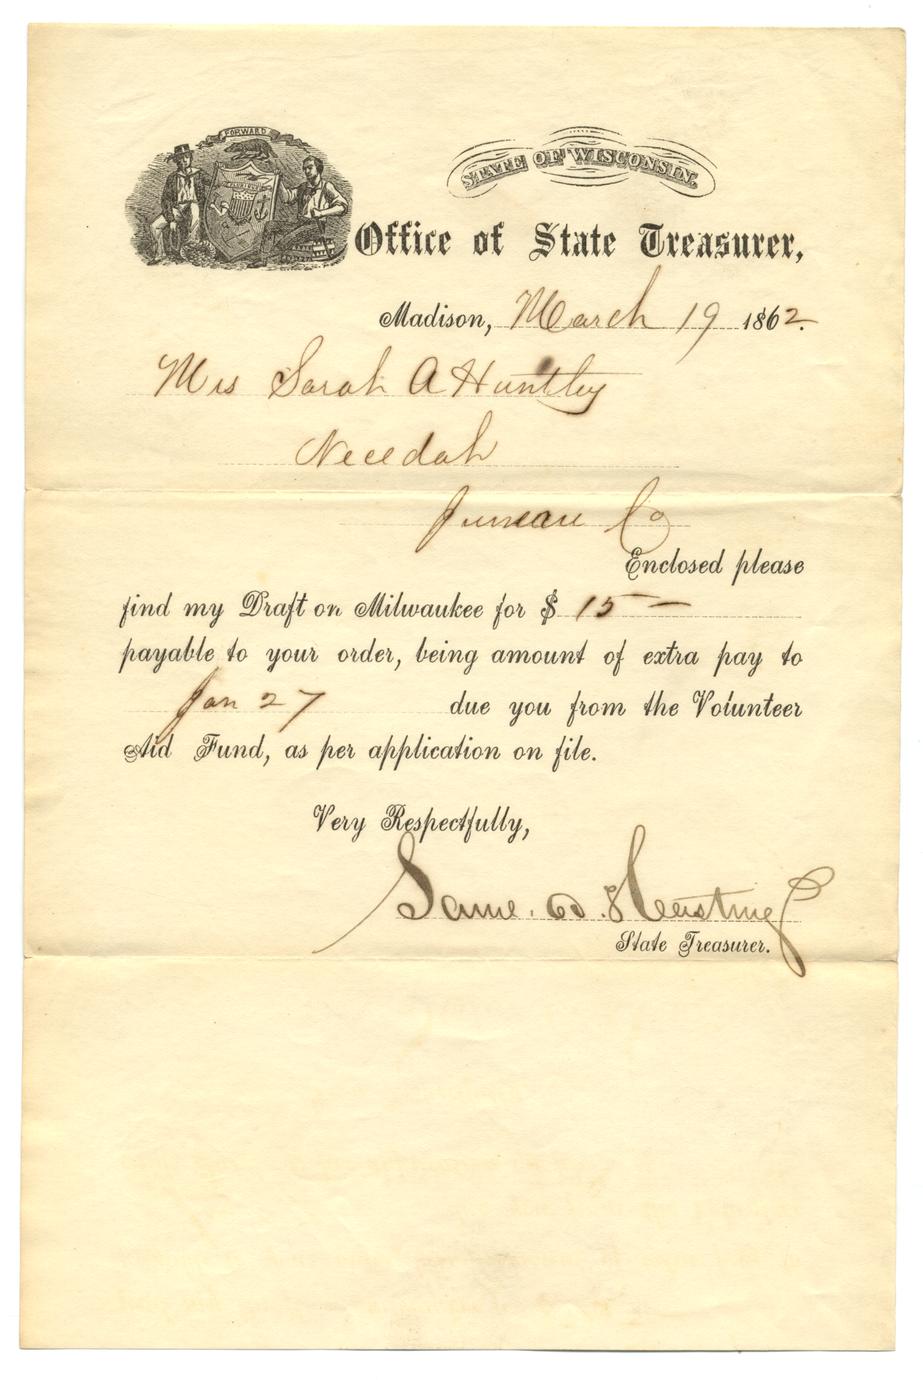 FORWARD
STATE OF WISCONSIN.
Office of State Treasurer,
Madison, March 19 1862.
Mrs Sarah A Huntley
Necedah
Juneau Co
Enclosed please
find my Draft on Milwaukee for $ 15 —
payable to your order, being amount of extra pay to
Jan 27 due you from the Volunteer
Aid Fund, as per application on file.
Very Respectfully,
Sam. D. Hastings
State Treasurer.